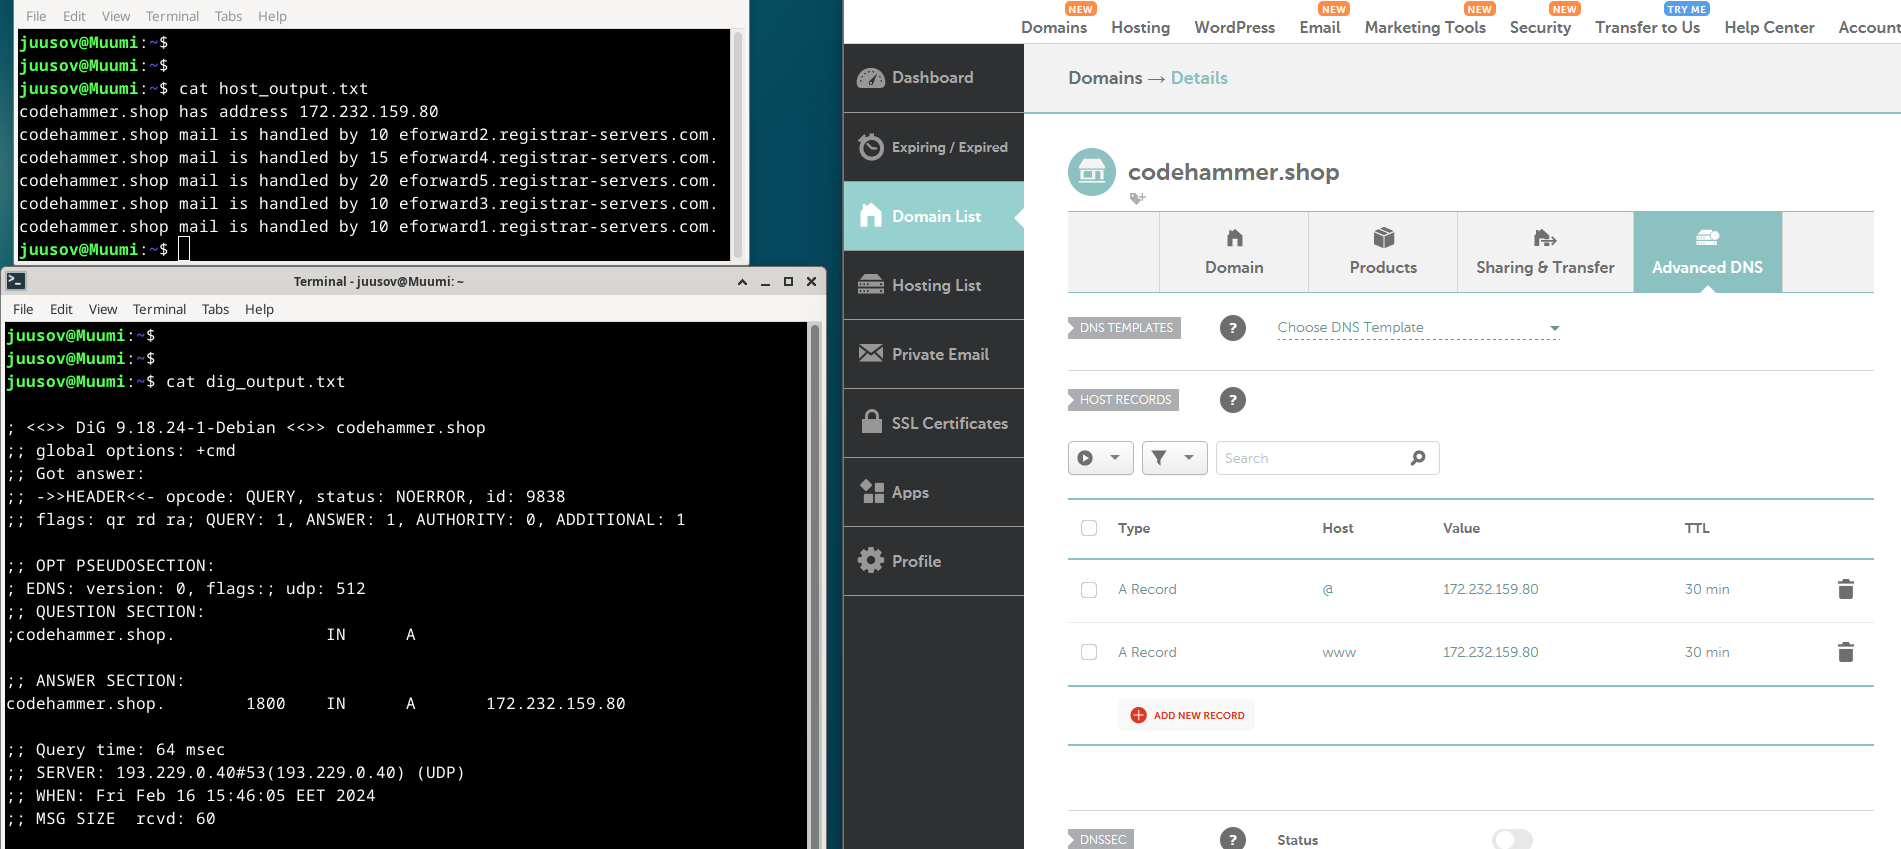 File Edit View Terminal Tabs Help
juusov@Muumi:~$
juusov@Muumi:~$
juusov@Muumi:~$ cat host_output.txt
codehammer.shop has address 172.232.159.80
codehammer.shop mail is handled by 10 eforward2.registrar-servers.com.
codehammer.shop mail is handled by 15 eforward4.registrar-servers.com.
codehammer.shop mail is handled by 20 eforward5.registrar-servers.com.
codehammer.shop mail is handled by 10 eforward3.registrar-servers.com.
codehammer.shop mail is handled by 10 eforward1.registrar-servers.com.
juusov@Muumi:~$
Terminal - juusov@Muumi: ~
File Edit View Terminal Tabs Help
juusov@Muumi:~$
juusov@Muumi:~$
juusov@Muumi:~$ cat dig_output.txt
; <<>> DiG 9.18.24-1-Debian <<>> codehammer.shop
;; global options: +cmd
;; Got answer:
;; ->>HEADER<<- opcode: QUERY, status: NOERROR, id: 9838
;; flags: qr rd ra; QUERY: 1, ANSWER: 1, AUTHORITY: 0, ADDITIONAL: 1
;; OPT PSEUDOSECTION:
; EDNS: version: 0, flags:; udp: 512
;; QUESTION SECTION:
;codehammer.shop. IN A
;; ANSWER SECTION:
codehammer.shop. 1800 IN A 172.232.159.80
;; Query time: 64 msec
;; SERVER: 193.229.0.40#53(193.229.0.40) (UDP)
;; WHEN: Fri Feb 16 15:46:05 EET 2024
;; MSG SIZE rcvd: 60
NEW NEW NEW NEW TRY ME
Domains Hosting WordPress Email Marketing Tools Security Transfer to Us Help Center Account
Dashboard
Expiring / Expired
Domain List
Hosting List
Private Email
SSL Certificates
Apps
Profile
Domains → Details
codehammer.shop
Domain Products Sharing & Transfer Advanced DNS
DNS TEMPLATES ? Choose DNS Template
HOST RECORDS ?
Search
Type Host Value TTL
A Record @ 172.232.159.80 30 min
A Record www 172.232.159.80 30 min
ADD NEW RECORD
DNSSEC ? Status